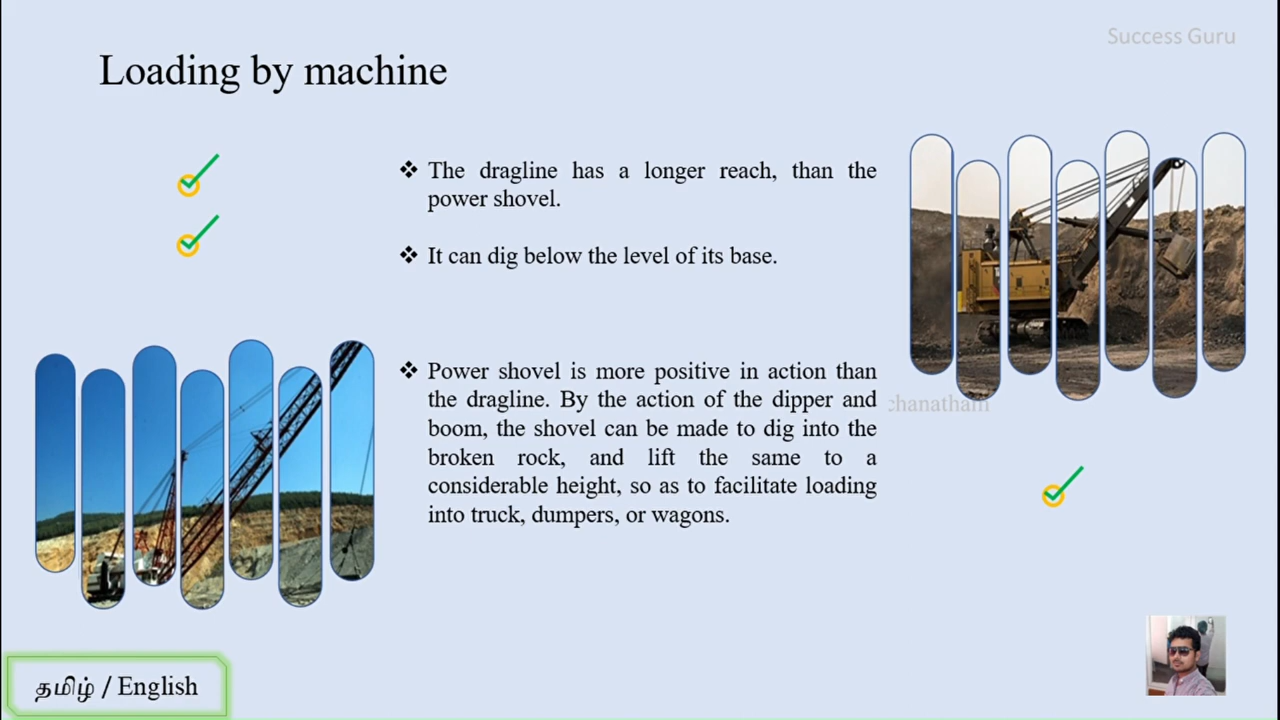 Success Guru
Loading by machine
❖ The dragline has a longer reach, than the
power shovel.
❖ It can dig below the level of its base.
❖ Power shovel is more positive in action than
the dragline. By the action of the dipper and
boom, the shovel can be made to dig into the
broken rock, and lift the same to a
considerable height, so as to facilitate loading
into truck, dumpers, or wagons.
chanatham
தமிழ் / English